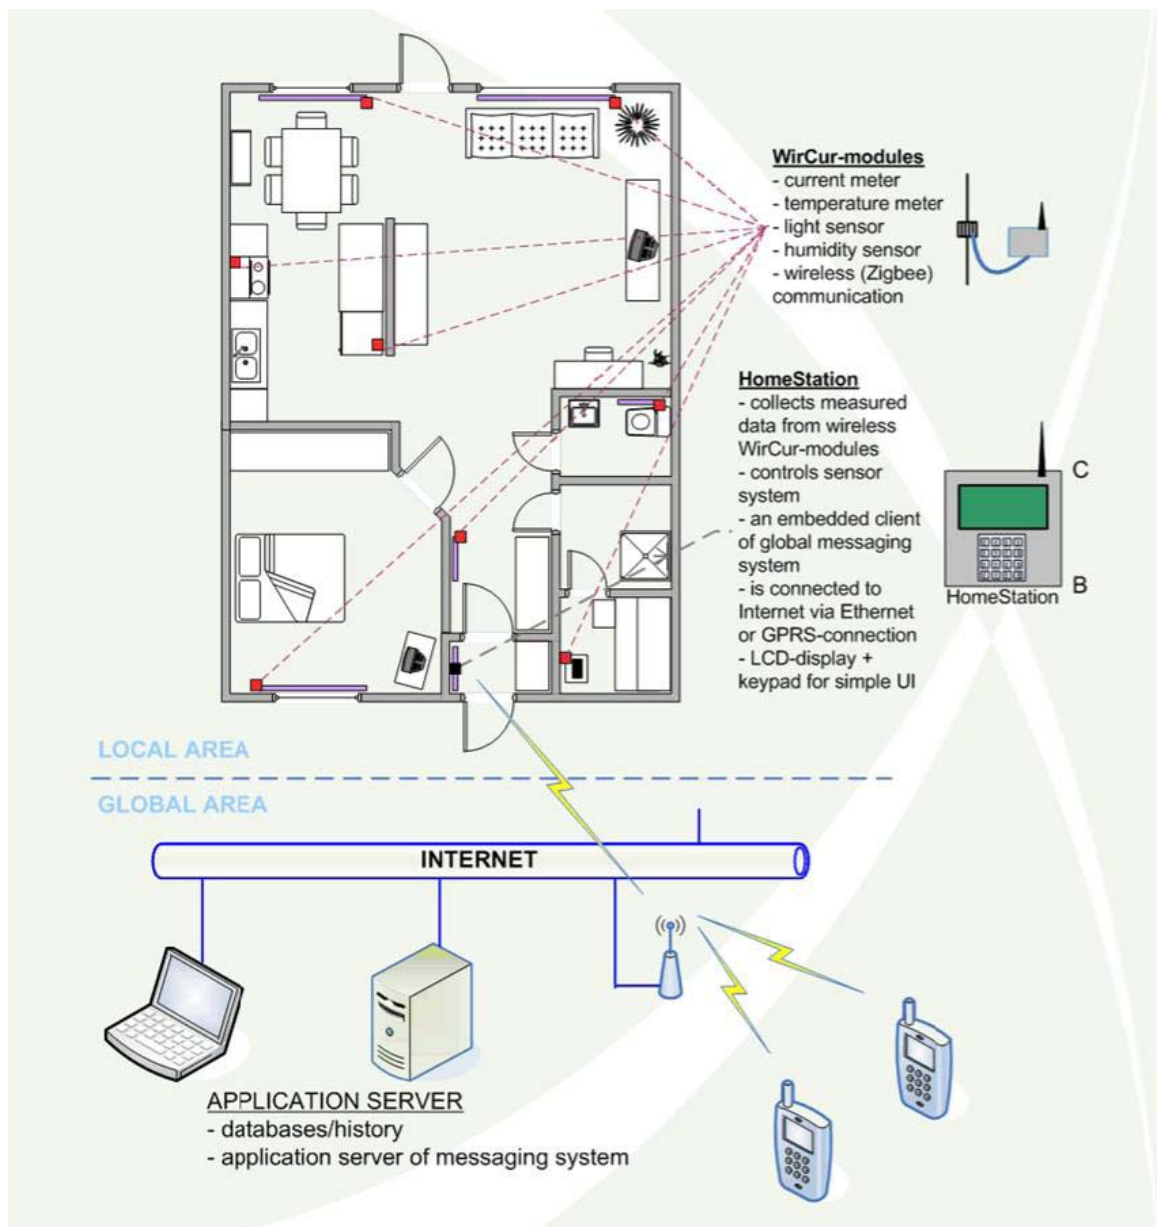 WirCur-modules
- current meter
- temperature meter
- light sensor
- humidity sensor
- wireless (Zigbee)
communication
HomeStation
- collects measured
data from wireless
WirCur-modules
- controls sensor
system
- an embedded client
of global messaging
system
- is connected to
Internet via Ethernet
or GPRS-connection
- LCD-display +
keypad for simple UI
C
B
HomeStation
LOCAL AREA
GLOBAL AREA
INTERNET
APPLICATION SERVER
- databases/history
- application server of messaging system